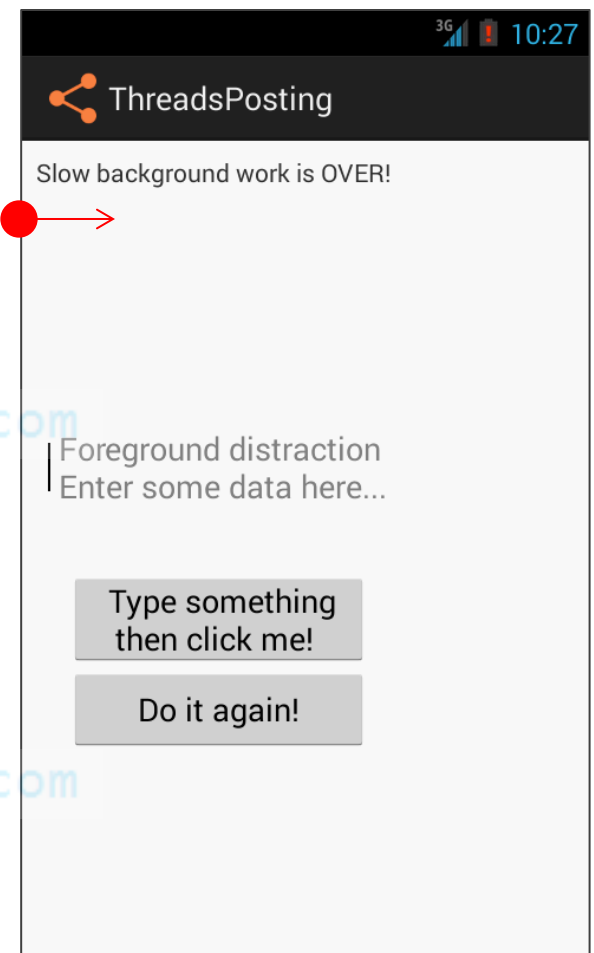 3G 10:27
ThreadsPosting
Slow background work is OVER!
com
Foreground distraction
Enter some data here...
Type something
then click me!
Do it again!
com